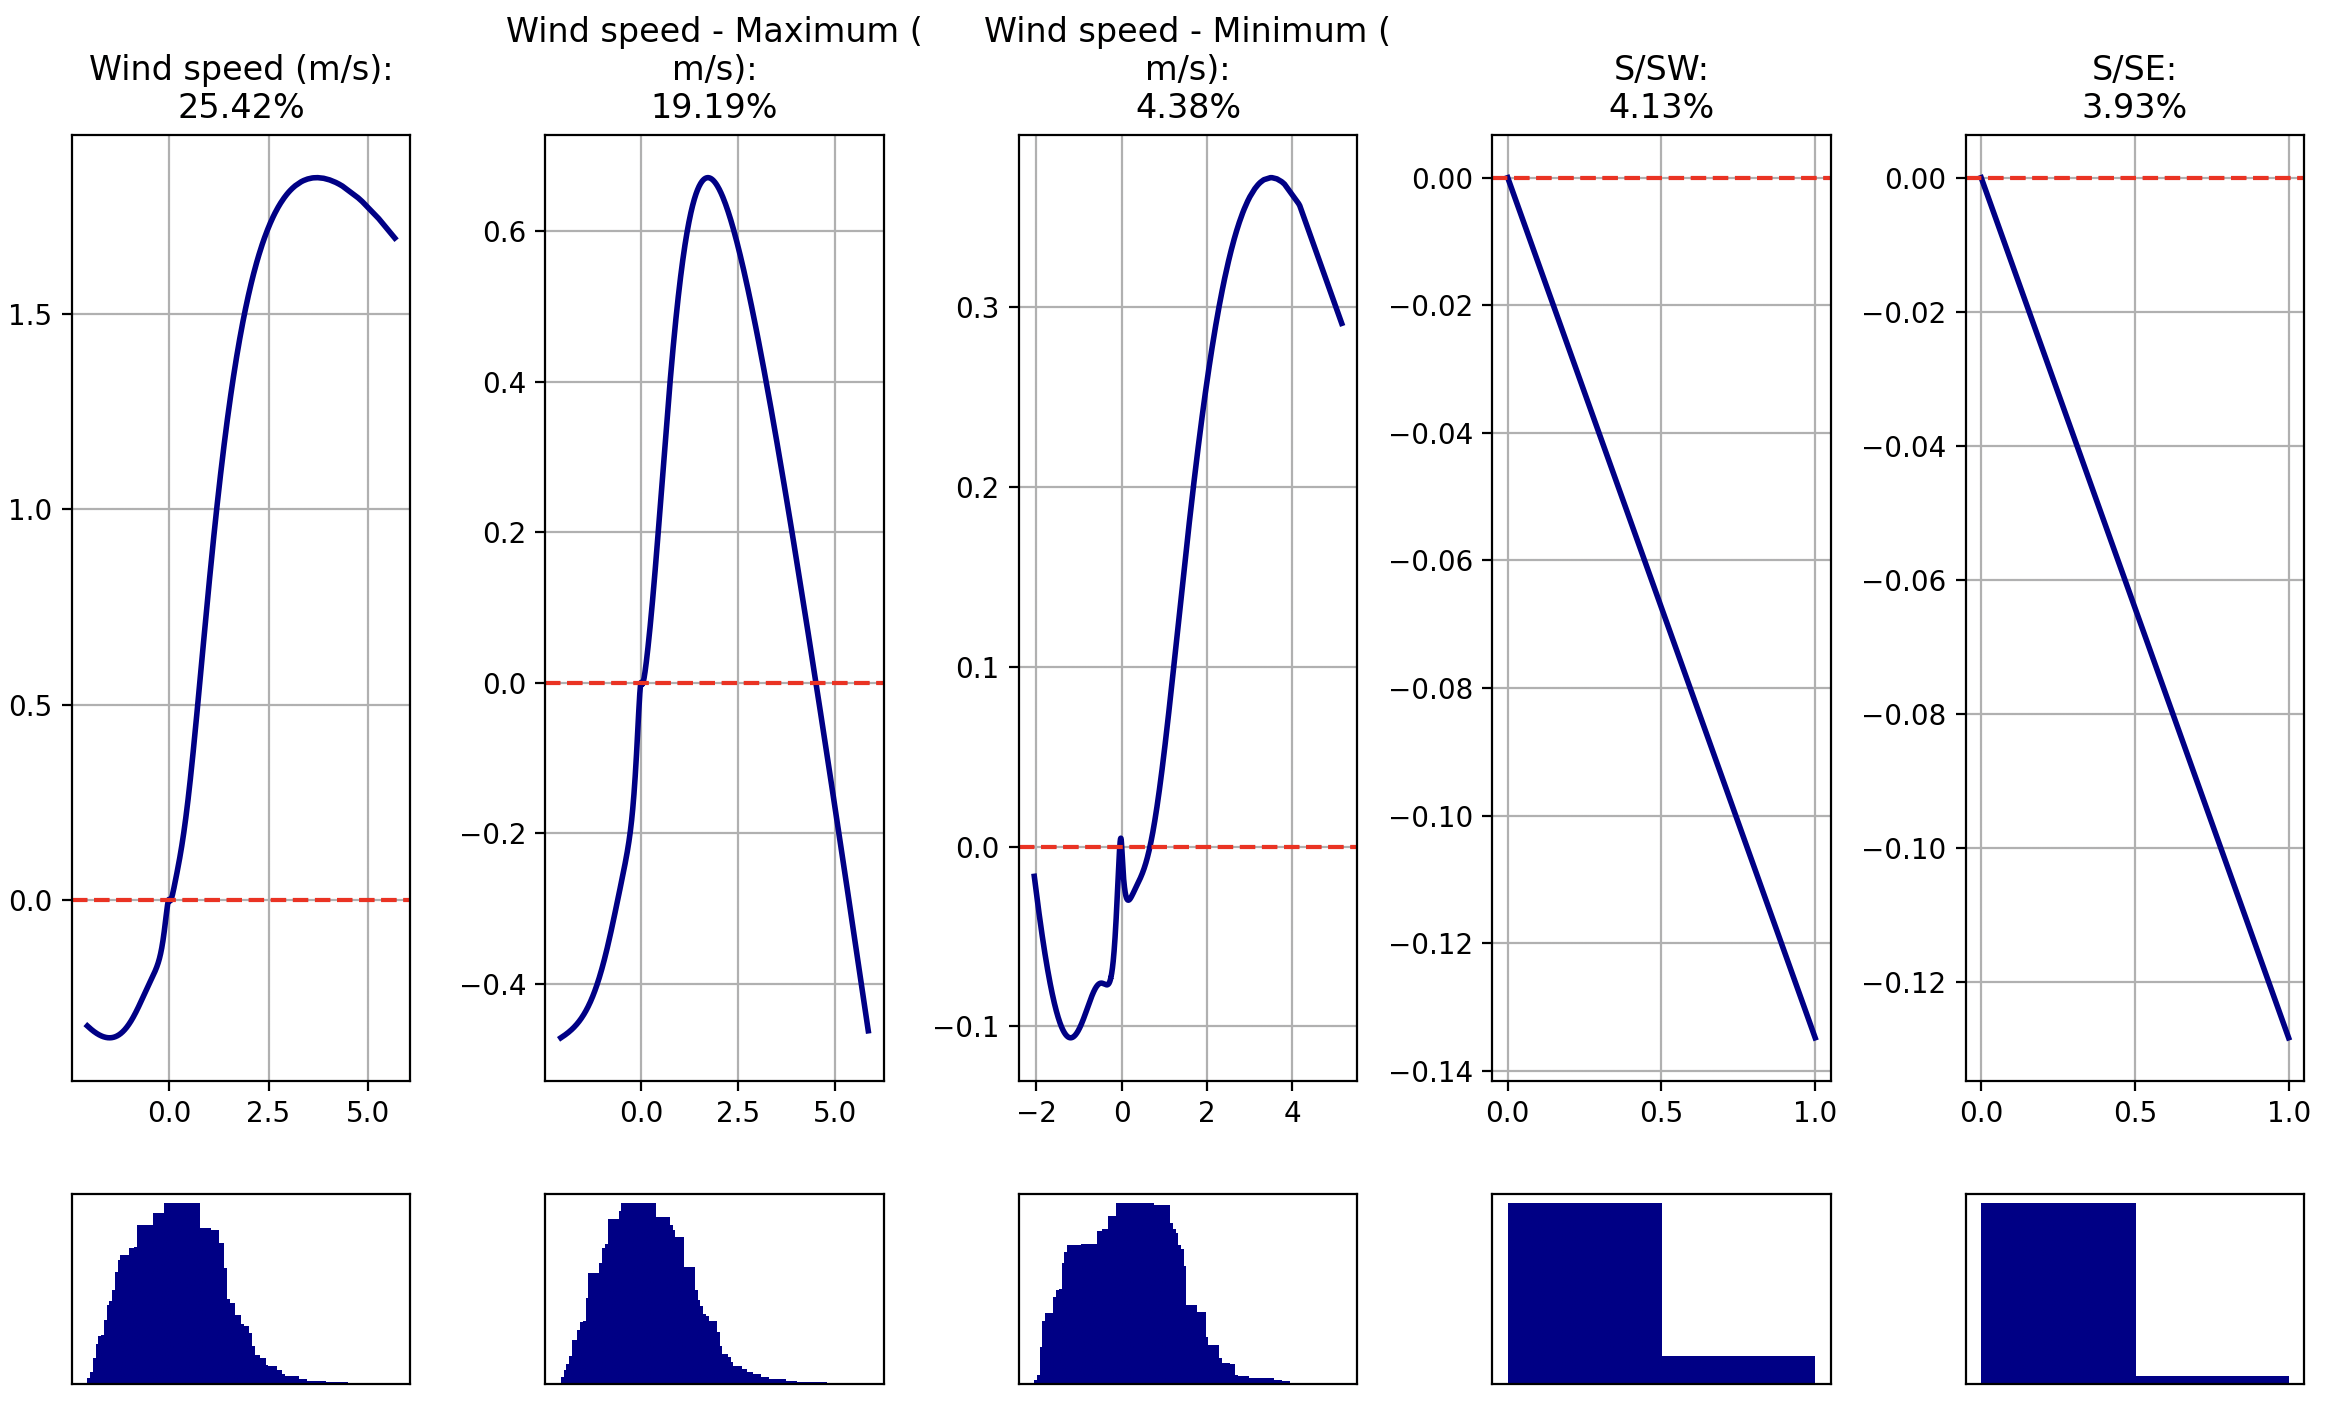 Wind speed (m/s):
25.42%
Wind speed - Maximum (
m/s):
19.19%
Wind speed - Minimum (
m/s):
4.38%
S/SW:
4.13%
S/SE:
3.93%
1.5
1.0
0.5
0.0
0.0 2.5 5.0
0.6
0.4
0.2
0.0
−0.2
−0.4
0.0 2.5 5.0
0.3
0.2
0.1
0.0
−0.1
−2 0 2 4
0.00
−0.02
−0.04
−0.06
−0.08
−0.10
−0.12
−0.14
0.0 0.5 1.0
0.00
−0.02
−0.04
−0.06
−0.08
−0.10
−0.12
0.0 0.5 1.0